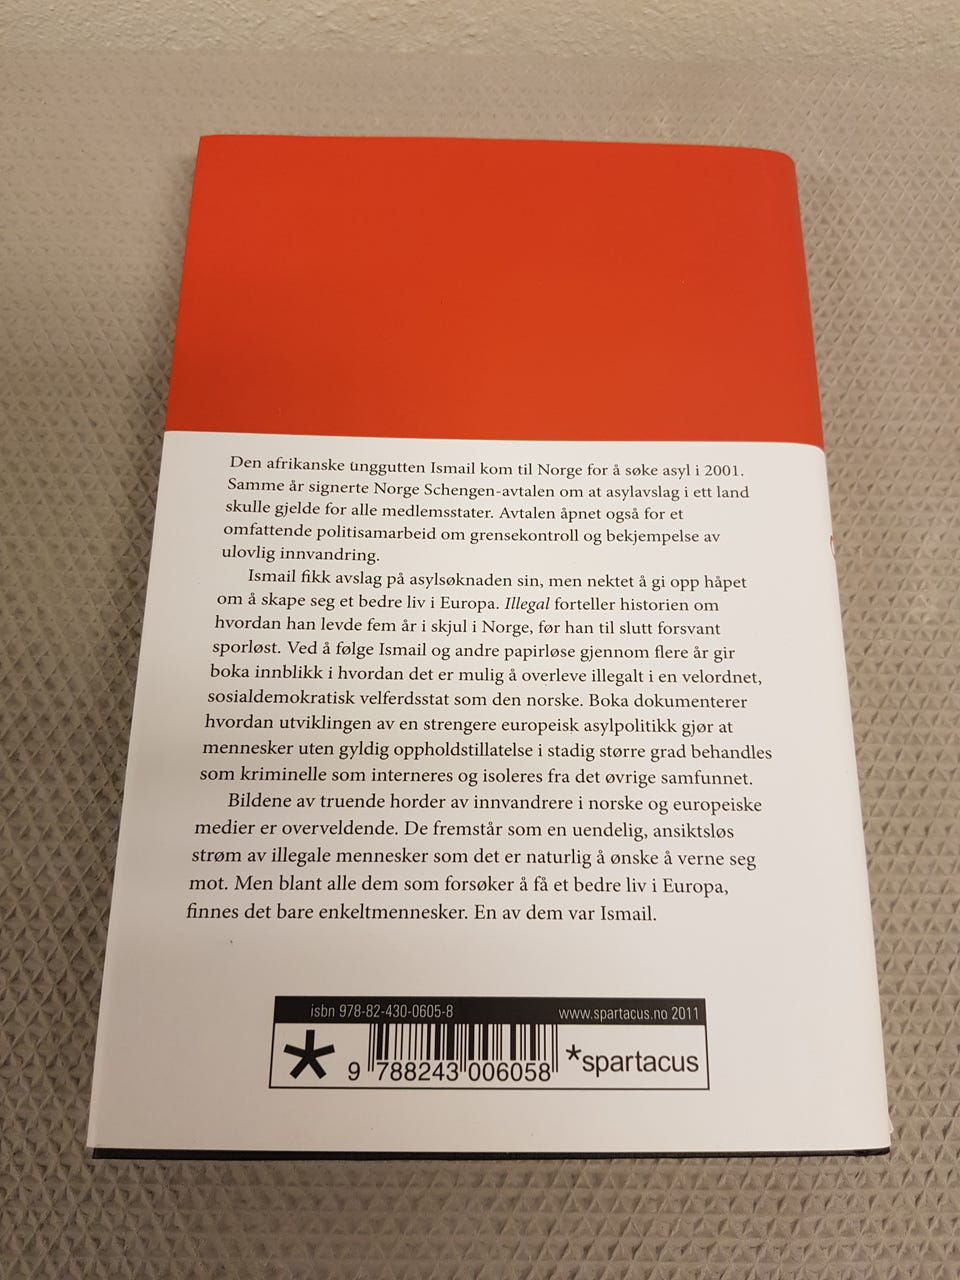 Den afrikanske unggutten Ismail kom til Norge for å søke asyl i 2001.
Samme år signerte Norge Schengen-avtalen om at asylavslag i ett land
skulle gjelde for alle medlemsstater. Avtalen åpnet også for et
omfattende politisamarbeid om grensekontroll og bekjempelse av
ulovlig innvandring.
Ismail fikk avslag på asylsøknaden sin, men nektet å gi opp håpet
om å skape seg et bedre liv i Europa. Illegal forteller historien om
hvordan han levde fem år i skjul i Norge, før han til slutt forsvant
sporløst. Ved å følge Ismail og andre papirløse gjennom flere år gir
boka innblikk i hvordan det er mulig å overleve illegalt i en velordnet,
sosialdemokratisk velferdsstat som den norske. Boka dokumenterer
hvordan utviklingen av en strengere europeisk asylpolitikk gjør at
mennesker uten gyldig oppholdstillatelse i stadig større grad behandles
som kriminelle som interneres og isoleres fra det øvrige samfunnet.
Bildene av truende horder av innvandrere i norske og europeiske
medier er overveldende. De fremstår som en uendelig, ansiktsløs
strøm av illegale mennesker som det er naturlig å ønske å verne seg
mot. Men blant alle dem som forsøker å få et bedre liv i Europa,
finnes det bare enkeltmennesker. En av dem var Ismail.
isbn 978-82-430-0605-8 www.spartacus.no 2011
* 9 788243 006058 *spartacus